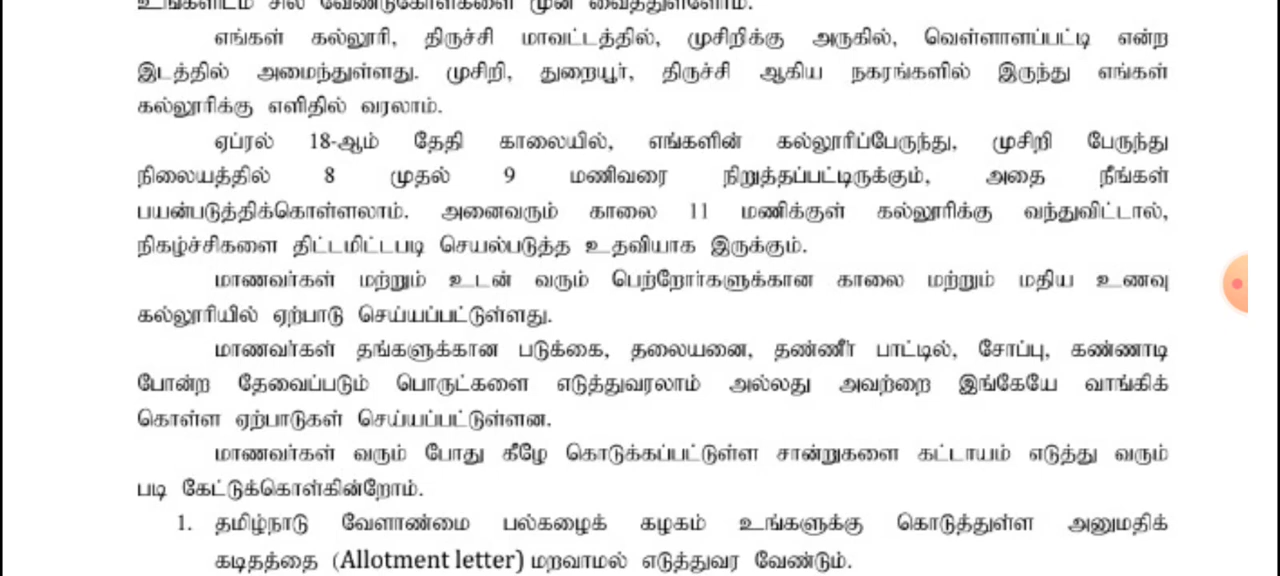 உங்களிடம் சில வேண்டுகோள்களை முன் வைத்துள்ளோம்.
எங்கள் கல்லூரி, திருச்சி மாவட்டத்தில், முசிறிக்கு அருகில், வெள்ளாளப்பட்டி என்ற
இடத்தில் அமைந்துள்ளது. முசிறி, துறையூர், திருச்சி ஆகிய நகரங்களில் இருந்து எங்கள்
கல்லூரிக்கு எளிதில் வரலாம்.
ஏப்ரல் 18-ஆம் தேதி காலையில், எங்களின் கல்லூரிப்பேருந்து, முசிறி பேருந்து
நிலையத்தில் 8 முதல் 9 மணிவரை நிறுத்தப்பட்டிருக்கும், அதை நீங்கள்
பயன்படுத்திக்கொள்ளலாம். அனைவரும் காலை 11 மணிக்குள் கல்லூரிக்கு வந்துவிட்டால்,
நிகழ்ச்சிகளை திட்டமிட்டபடி செயல்படுத்த உதவியாக இருக்கும்.
மாணவர்கள் மற்றும் உடன் வரும் பெற்றோர்களுக்கான காலை மற்றும் மதிய உணவு
கல்லூரியில் ஏற்பாடு செய்யப்பட்டுள்ளது.
மாணவர்கள் தங்களுக்கான படுக்கை, தலையனை, தண்ணீர் பாட்டில், சோப்பு, கண்ணாடி
போன்ற தேவைப்படும் பொருட்களை எடுத்துவரலாம் அல்லது அவற்றை இங்கேயே வாங்கிக்
கொள்ள ஏற்பாடுகள் செய்யப்பட்டுள்ளன.
மாணவர்கள் வரும் போது கீழே கொடுக்கப்பட்டுள்ள சான்றுகளை கட்டாயம் எடுத்து வரும்
படி கேட்டுக்கொள்கின்றோம்.
1. தமிழ்நாடு வேளாண்மை பல்கழைக் கழகம் உங்களுக்கு கொடுத்துள்ள அனுமதிக்
கடிதத்தை (Allotment letter) மறவாமல் எடுத்துவர வேண்டும்.